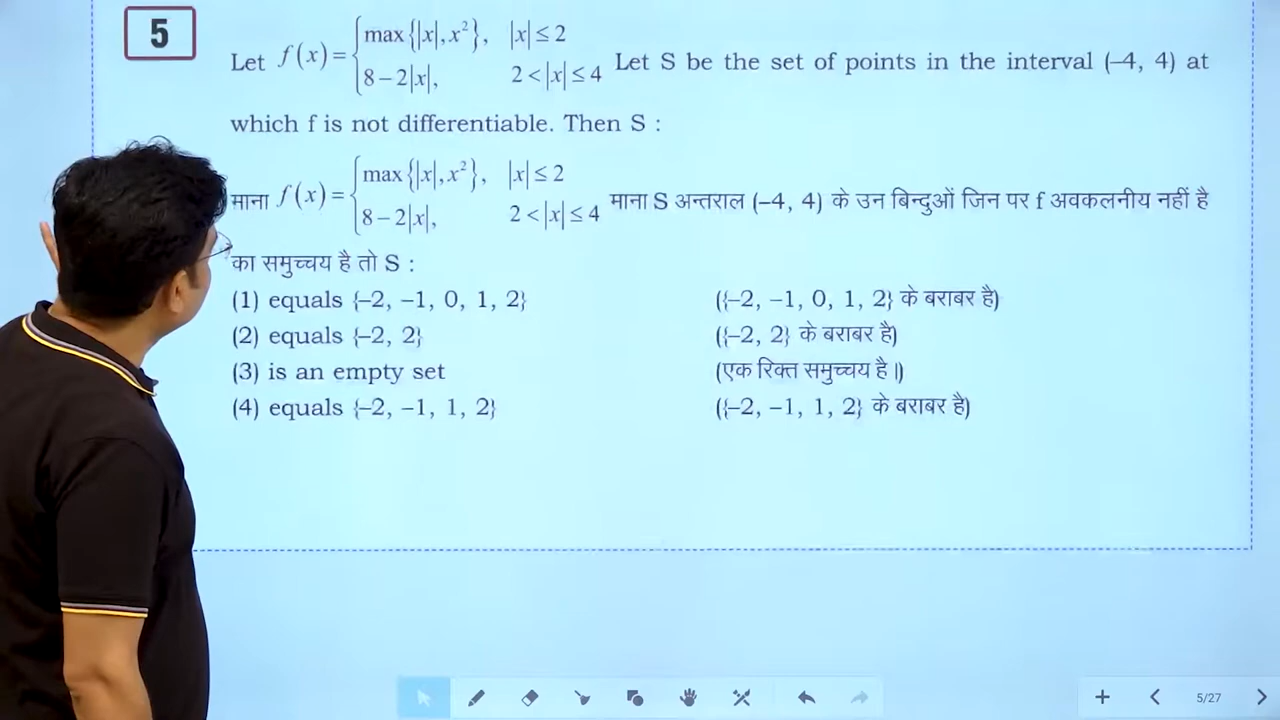 5
Let f(x)= { max{|x|, x²}, |x| ≤ 2
8–2|x|, 2 < |x| ≤ 4 Let S be the set of points in the interval (–4, 4) at
which f is not differentiable. Then S :
माना f(x)= { max{|x|, x²}, |x| ≤ 2
8–2|x|, 2 < |x| ≤ 4 माना S अन्तराल (–4, 4) के उन बिन्दुओं जिन पर f अवकलनीय नहीं है
का समुच्चय है तो S :
(1) equals {–2, –1, 0, 1, 2} ({–2, –1, 0, 1, 2} के बराबर है)
(2) equals {–2, 2} ({–2, 2} के बराबर है)
(3) is an empty set (एक रिक्त समुच्चय है।)
(4) equals {–2, –1, 1, 2} ({–2, –1, 1, 2} के बराबर है)
5/27